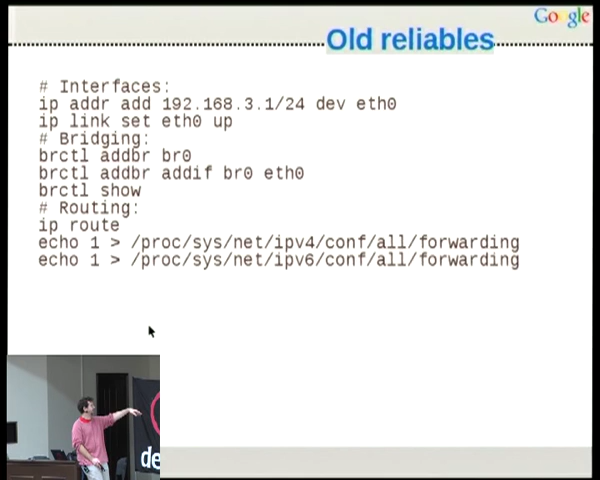 Google
Old reliables
# Interfaces:
ip addr add 192.168.3.1/24 dev eth0
ip link set eth0 up
# Bridging:
brctl addbr br0
brctl addbr addif br0 eth0
brctl show
# Routing:
ip route
echo 1 > /proc/sys/net/ipv4/conf/all/forwarding
echo 1 > /proc/sys/net/ipv6/conf/all/forwarding
de